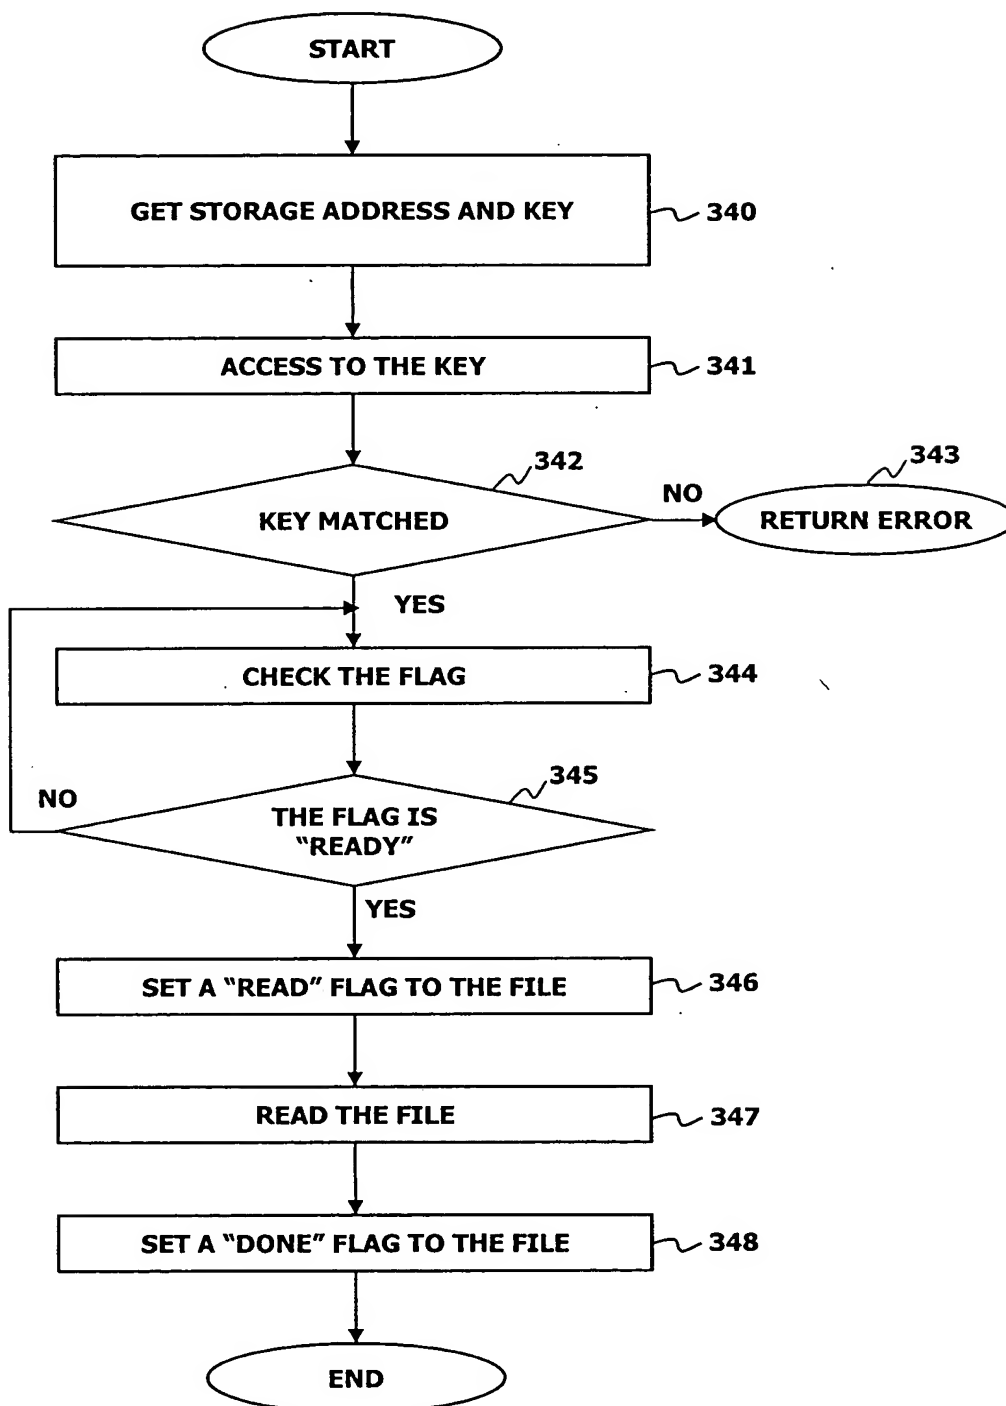 START
GET STORAGE ADDRESS AND KEY
340
ACCESS TO THE KEY
341
342
343
KEY MATCHED
NO
RETURN ERROR
YES
CHECK THE FLAG
344
345
NO
THE FLAG IS
“READY”
YES
SET A “READ” FLAG TO THE FILE
346
READ THE FILE
347
SET A “DONE” FLAG TO THE FILE
348
END